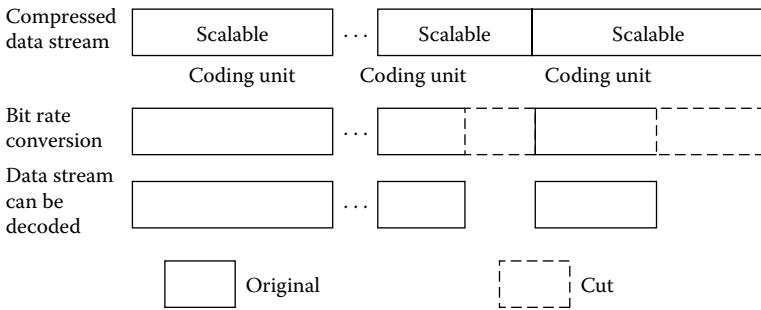 Compressed
data stream
Scalable
...
Scalable
Scalable
Coding unit
Coding unit
Coding unit
Bit rate
conversion
...
Data stream
can be
decoded
...
Original
Cut